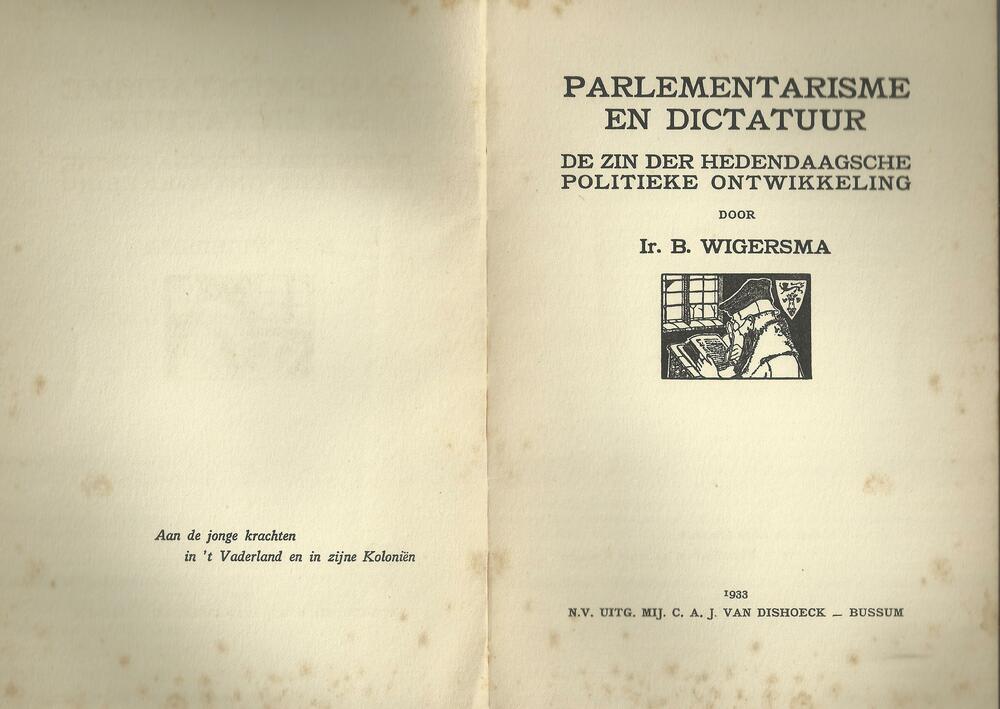 Aan de jonge krachten
in 't Vaderland en in zijne Koloniën
PARLEMENTARISME
EN DICTATUUR
DE ZIN DER HEDENDAAGSCHE
POLITIEKE ONTWIKKELING
DOOR
Ir. B. WIGERSMA
1933
N.V. UITG. MIJ. C. A. J. VAN DISHOECK — BUSSUM